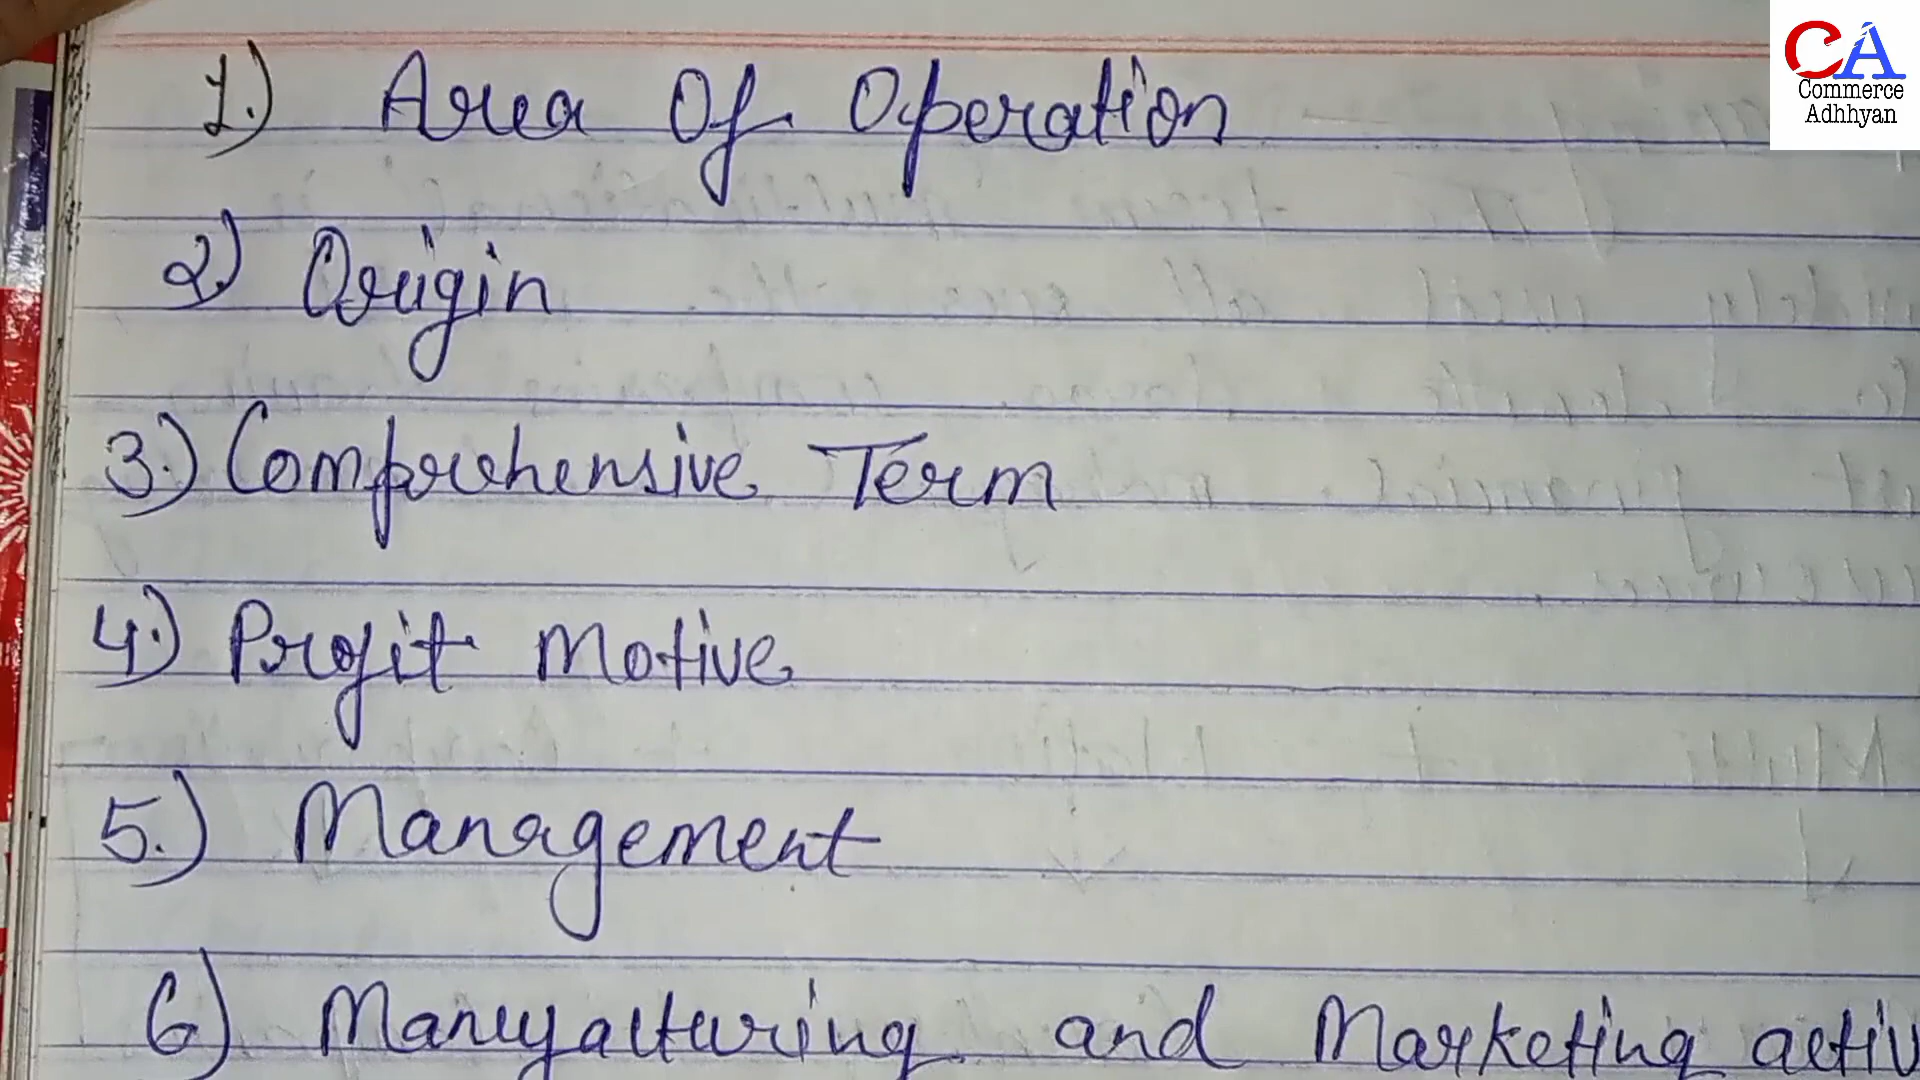 CA
Commerce
Adhhyan
1.) Area Of Operation
2.) Origin
3.) Comprehensive Term
4.) Profit Motive
5.) Management
6) Manufacturing and Marketing activ